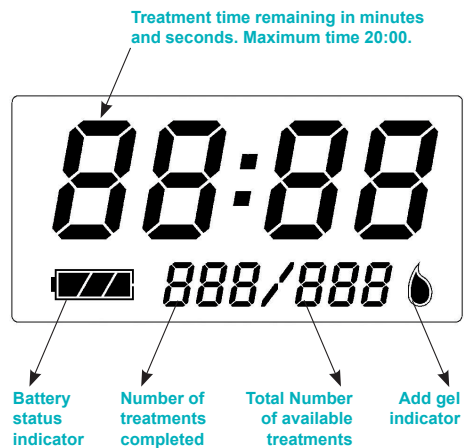 Treatment time remaining in minutes
and seconds. Maximum time 20:00.
88:88
888/888
Battery
status
indicator
Number of
treatments
completed
Total Number
of available
treatments
Add gel
indicator